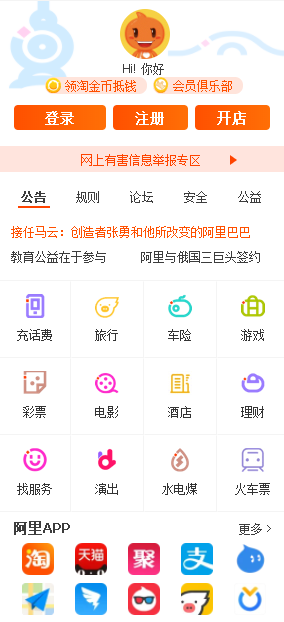 Hi! 你好
领淘金币抵钱 会员俱乐部
登录 注册 开店
网上有害信息举报专区
公告 规则 论坛 安全 公益
接任马云：创造者张勇和他所改变的阿里巴巴
教育公益在于参与 阿里与俄国三巨头签约
充话费 旅行 车险 游戏
彩票 电影 酒店 理财
找服务 演出 水电煤 火车票
阿里APP 更多
淘 天猫 聚 支